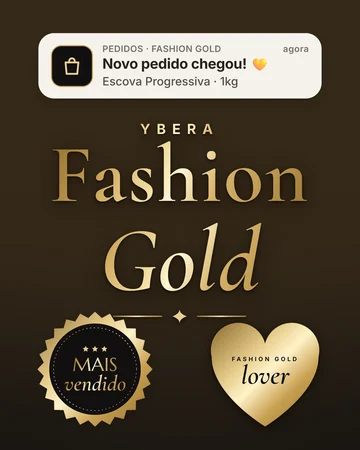 PEDIDOS · FASHION GOLD
agora
Novo pedido chegou! 💛
Escova Progressiva · 1kg
YBERA
Fashion
Gold
MAIS
vendido
FASHION GOLD
lover